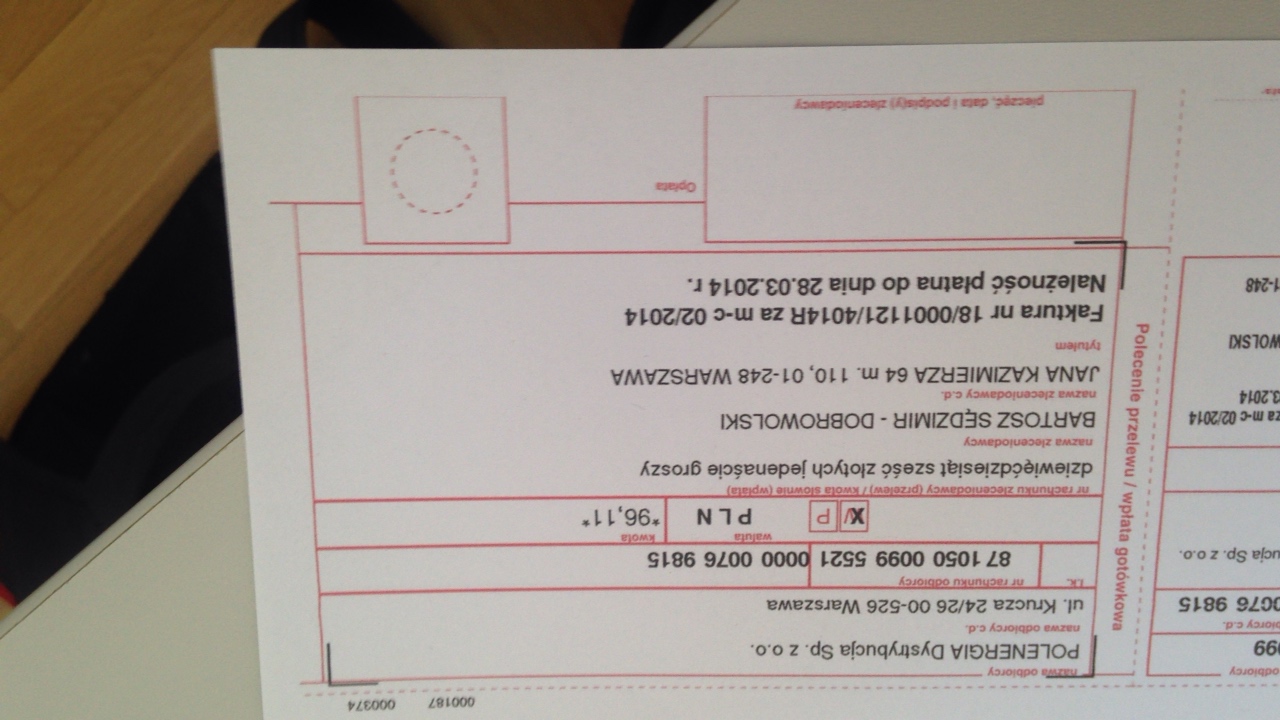 000187 000374
nazwa odbiorcy
POLENERGIA Dystrybucja Sp. z o.o.
nazwa odbiorcy c.d.
ul. Krucza 24/26 00-526 Warszawa
l.k. nr rachunku odbiorcy
87 1050 0099 5521 0000 0076 9815
waluta kwota
X P PLN *96,11*
nr rachunku zleceniodawcy (przelew) / kwota słownie (wpłata)
dziewięćdziesiąt sześć złotych jedenaście groszy
nazwa zleceniodawcy
BARTOSZ SĘDZIMIR - DOBROWOLSKI
nazwa zleceniodawcy c.d.
JANA KAZIMIERZA 64 m. 110, 01-248 WARSZAWA
tytułem
Faktura nr 18/0001121/4014R za m-c 02/2014
Należność płatna do dnia 28.03.2014 r.
Opłata
pieczęć, data i podpis(y) zleceniodawcy
Polecenie przelewu / wpłata gotówkowa
odbiorcy
99
biorcy c.d.
0076 9815
ucja Sp. z o.o.
za m-c 02/2014
3.2014
WOLSKI
1-248